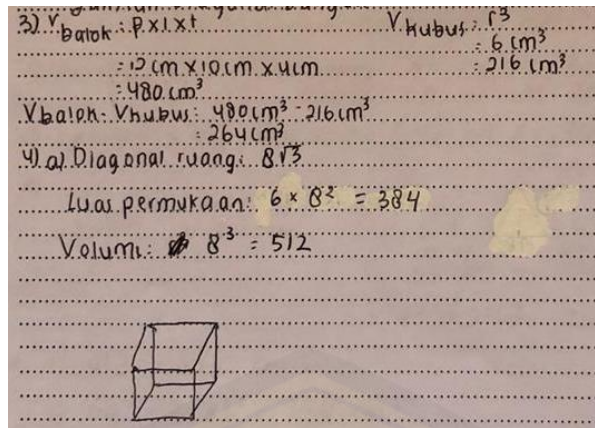 3) V balok : p x l x t
V kubus : r³
: 12 cm x 10 cm x 4 cm
: 6 cm³
: 480 cm³
: 216 cm³
V balok - V kubus : 480 cm³ - 216 cm³
: 264 cm³
4) a) Diagonal ruang : 8√3
Luas permukaan : 6 x 8² = 384
Volume : 8³ = 512